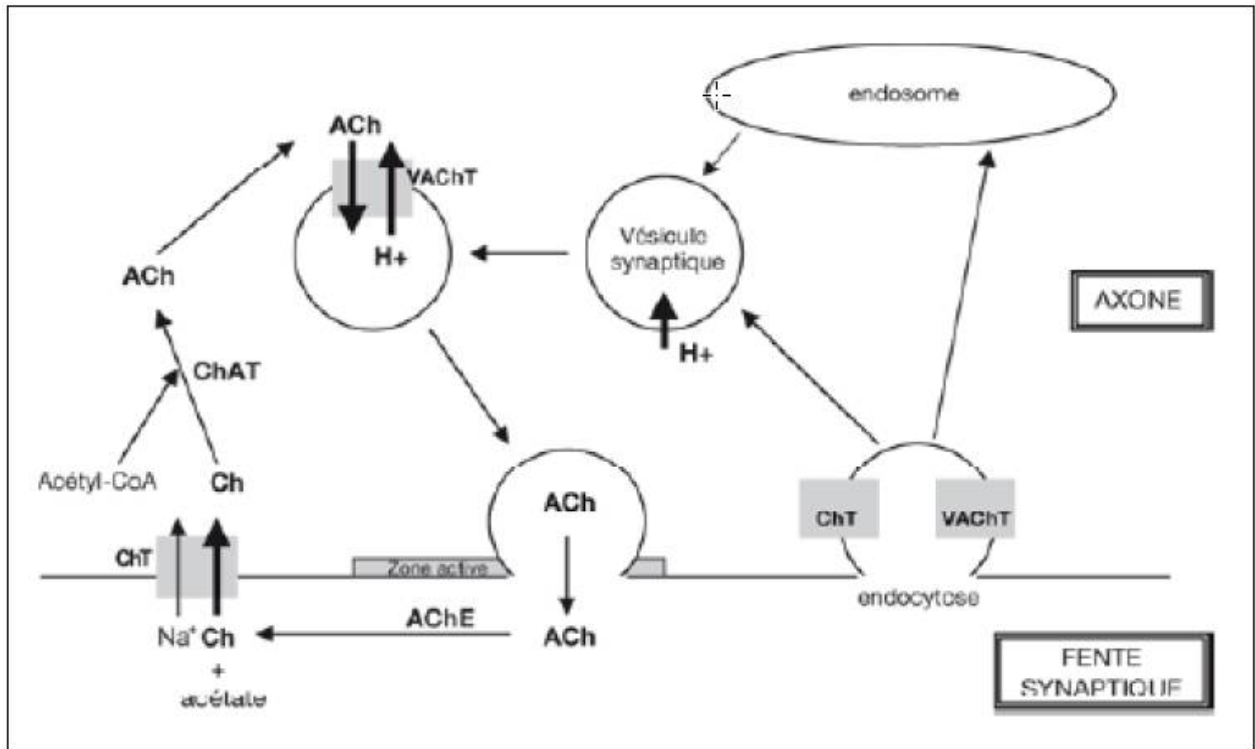 endosome
ACh
VAChT
H+
Vésicule
synaptique
H+
AXONE
ACh
ChAT
Acétyl-CoA
Ch
ChT
Na+ Ch
+
acétate
ACh
Zone active
AChE
ACh
ChT
VAChT
endocytose
FENTE
SYNAPTIQUE